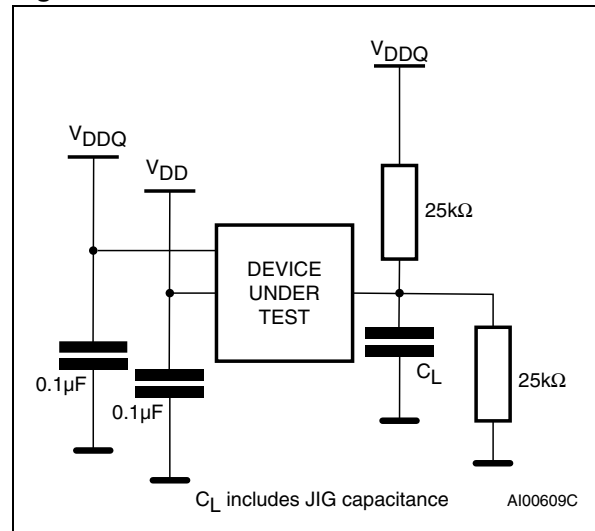 VDDQ
VDDQ
VDD
25kΩ
DEVICE
UNDER
TEST
0.1µF
0.1µF
CL
25kΩ
CL includes JIG capacitance
AI00609C